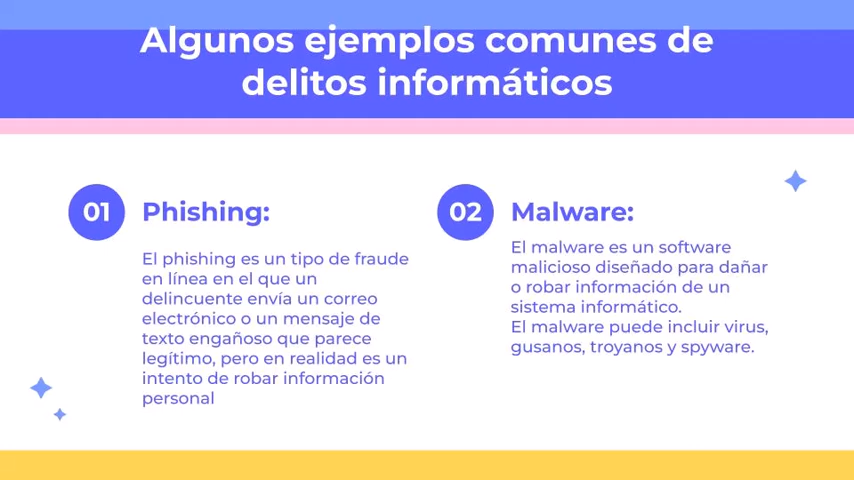 Algunos ejemplos comunes de
delitos informáticos
01
Phishing:
El phishing es un tipo de fraude
en línea en el que un
delincuente envía un correo
electrónico o un mensaje de
texto engañoso que parece
legítimo, pero en realidad es un
intento de robar información
personal
02
Malware:
El malware es un software
malicioso diseñado para dañar
o robar información de un
sistema informático.
El malware puede incluir virus,
gusanos, troyanos y spyware.